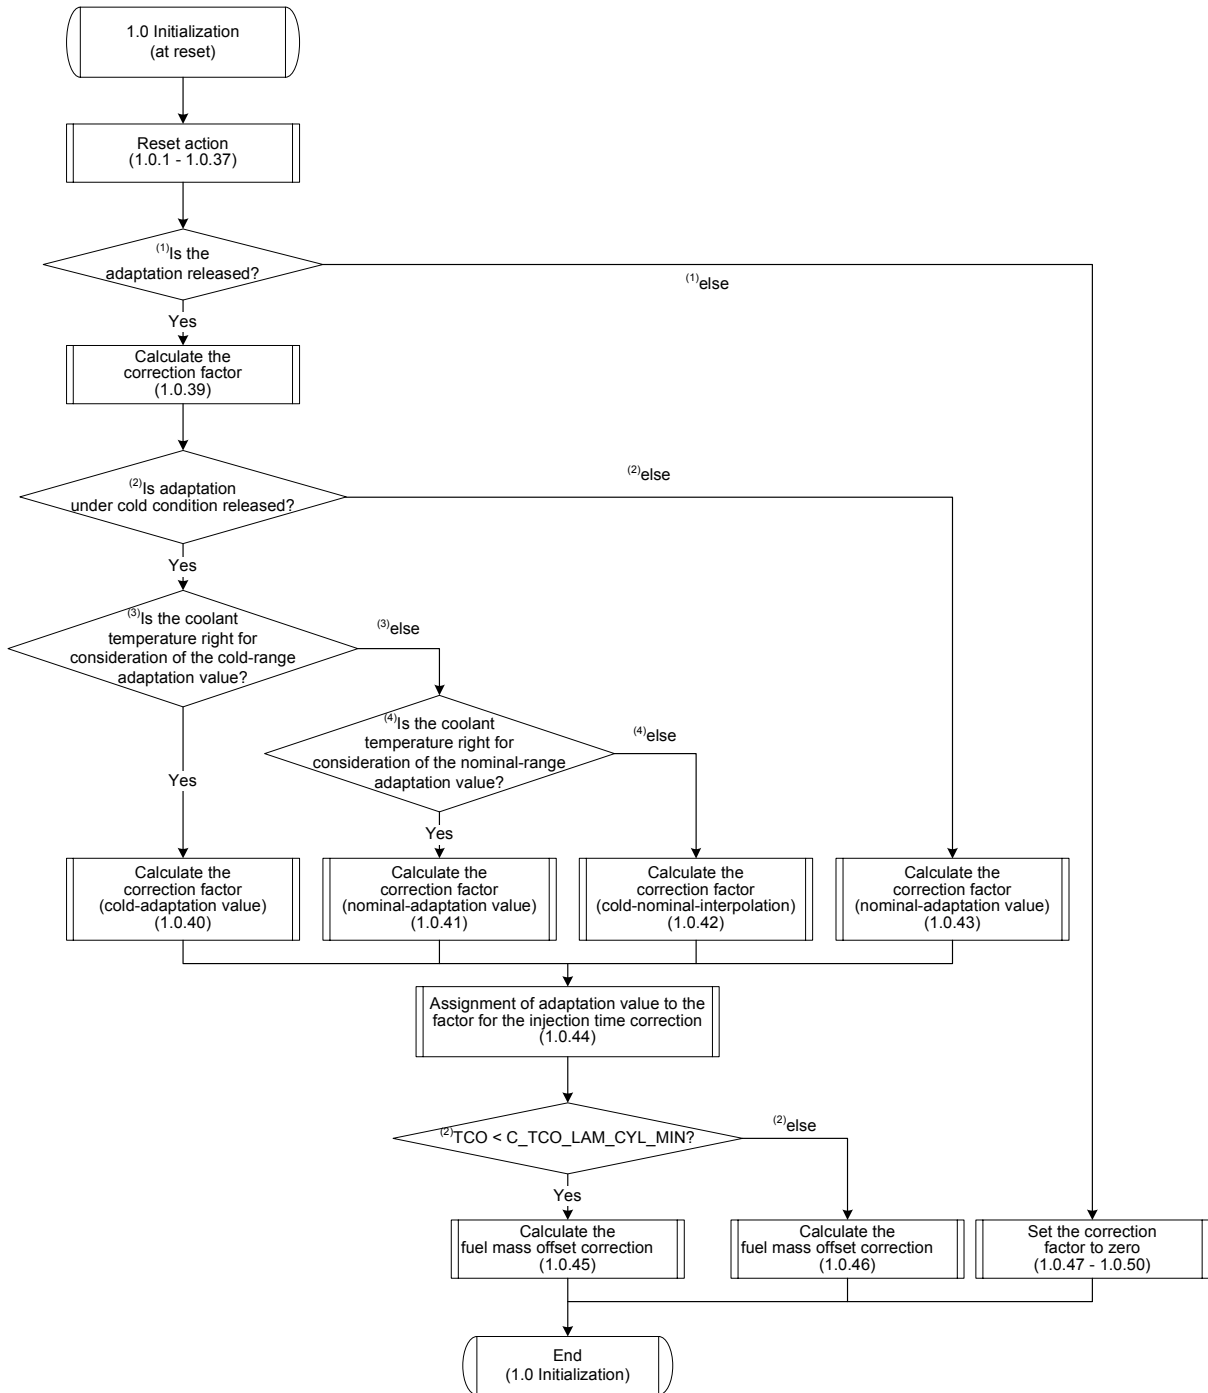 1.0 Initialization
(at reset)
Reset action
(1.0.1 - 1.0.37)
(1)Is the
adaptation released?
(1)else
Yes
Calculate the
correction factor
(1.0.39)
(2)Is adaptation
under cold condition released?
(2)else
Yes
(3)Is the coolant
temperature right for
consideration of the cold-range
adaptation value?
(3)else
(4)Is the coolant
temperature right for
consideration of the nominal-range
adaptation value?
(4)else
Yes
Yes
Calculate the
correction factor
(cold-adaptation value)
(1.0.40)
Calculate the
correction factor
(nominal-adaptation value)
(1.0.41)
Calculate the
correction factor
(cold-nominal-interpolation)
(1.0.42)
Calculate the
correction factor
(nominal-adaptation value)
(1.0.43)
Assignment of adaptation value to the
factor for the injection time correction
(1.0.44)
(2)TCO < C_TCO_LAM_CYL_MIN?
(2)else
Yes
Calculate the
fuel mass offset correction
(1.0.45)
Calculate the
fuel mass offset correction
(1.0.46)
Set the correction
factor to zero
(1.0.47 - 1.0.50)
End
(1.0 Initialization)